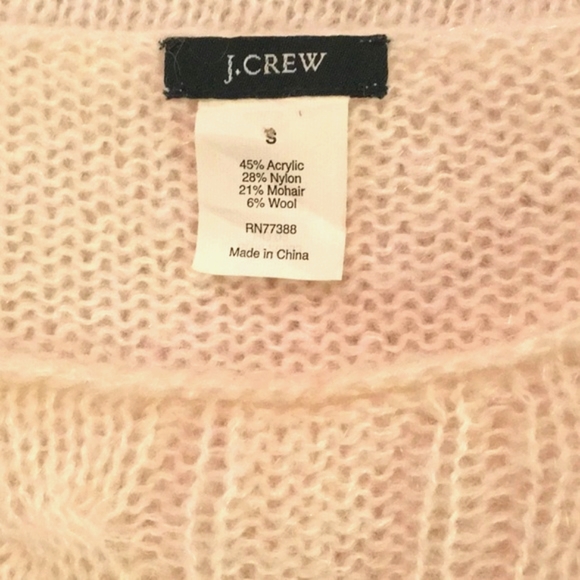 J.CREW
S
45% Acrylic
28% Nylon
21% Mohair
6% Wool
RN77388
Made in China